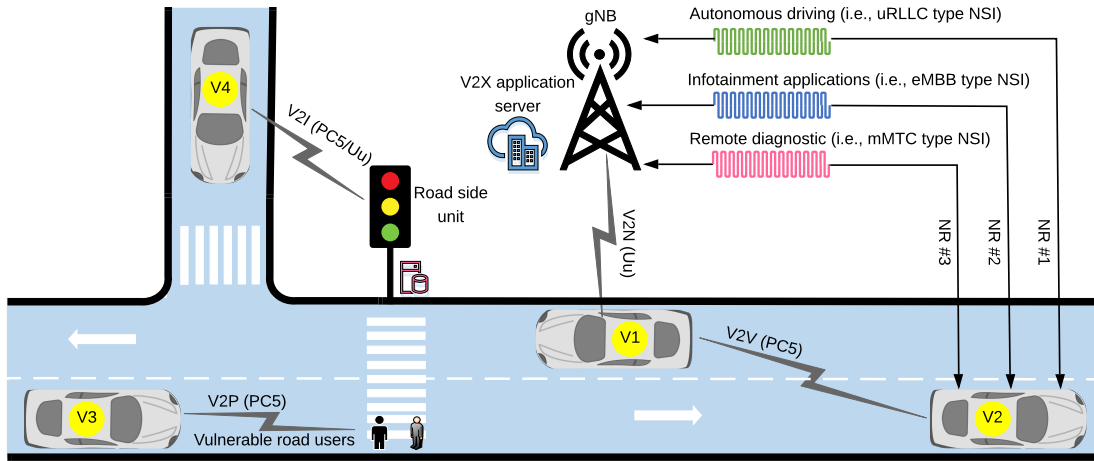 Autonomous driving (i.e., uRLLC type NSI)
gNB
V2X application
server
Infotainment applications (i.e., eMBB type NSI)
Remote diagnostic (i.e., mMTC type NSI)
V4
V2I (PC5/Uu)
Road side
unit
V2N (Uu)
NR #3
NR #2
NR #1
V1
V2V (PC5)
V2P (PC5)
V3
V2
Vulnerable road users